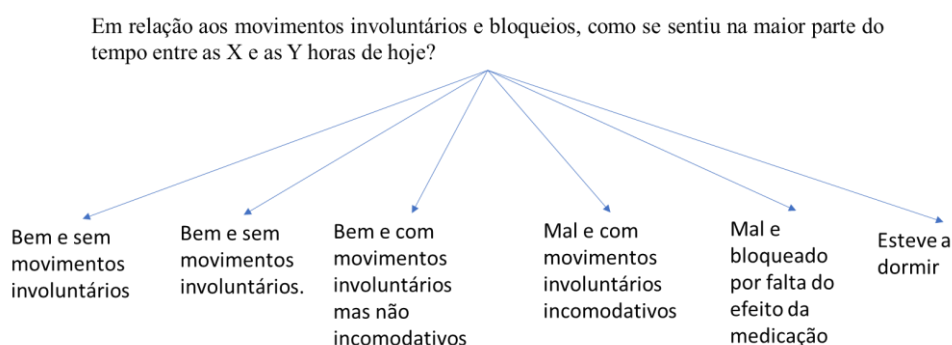 Em relação aos movimentos involuntários e bloqueios, como se sentiu na maior parte do
tempo entre as X e as Y horas de hoje?
Bem e sem
movimentos
involuntários
Bem e sem
movimentos
involuntários.
Bem e com
movimentos
involuntários
mas não
incomodativos
Mal e com
movimentos
involuntários
incomodativos
Mal e
bloqueado
por falta do
efeito da
medicação
Esteve a
dormir